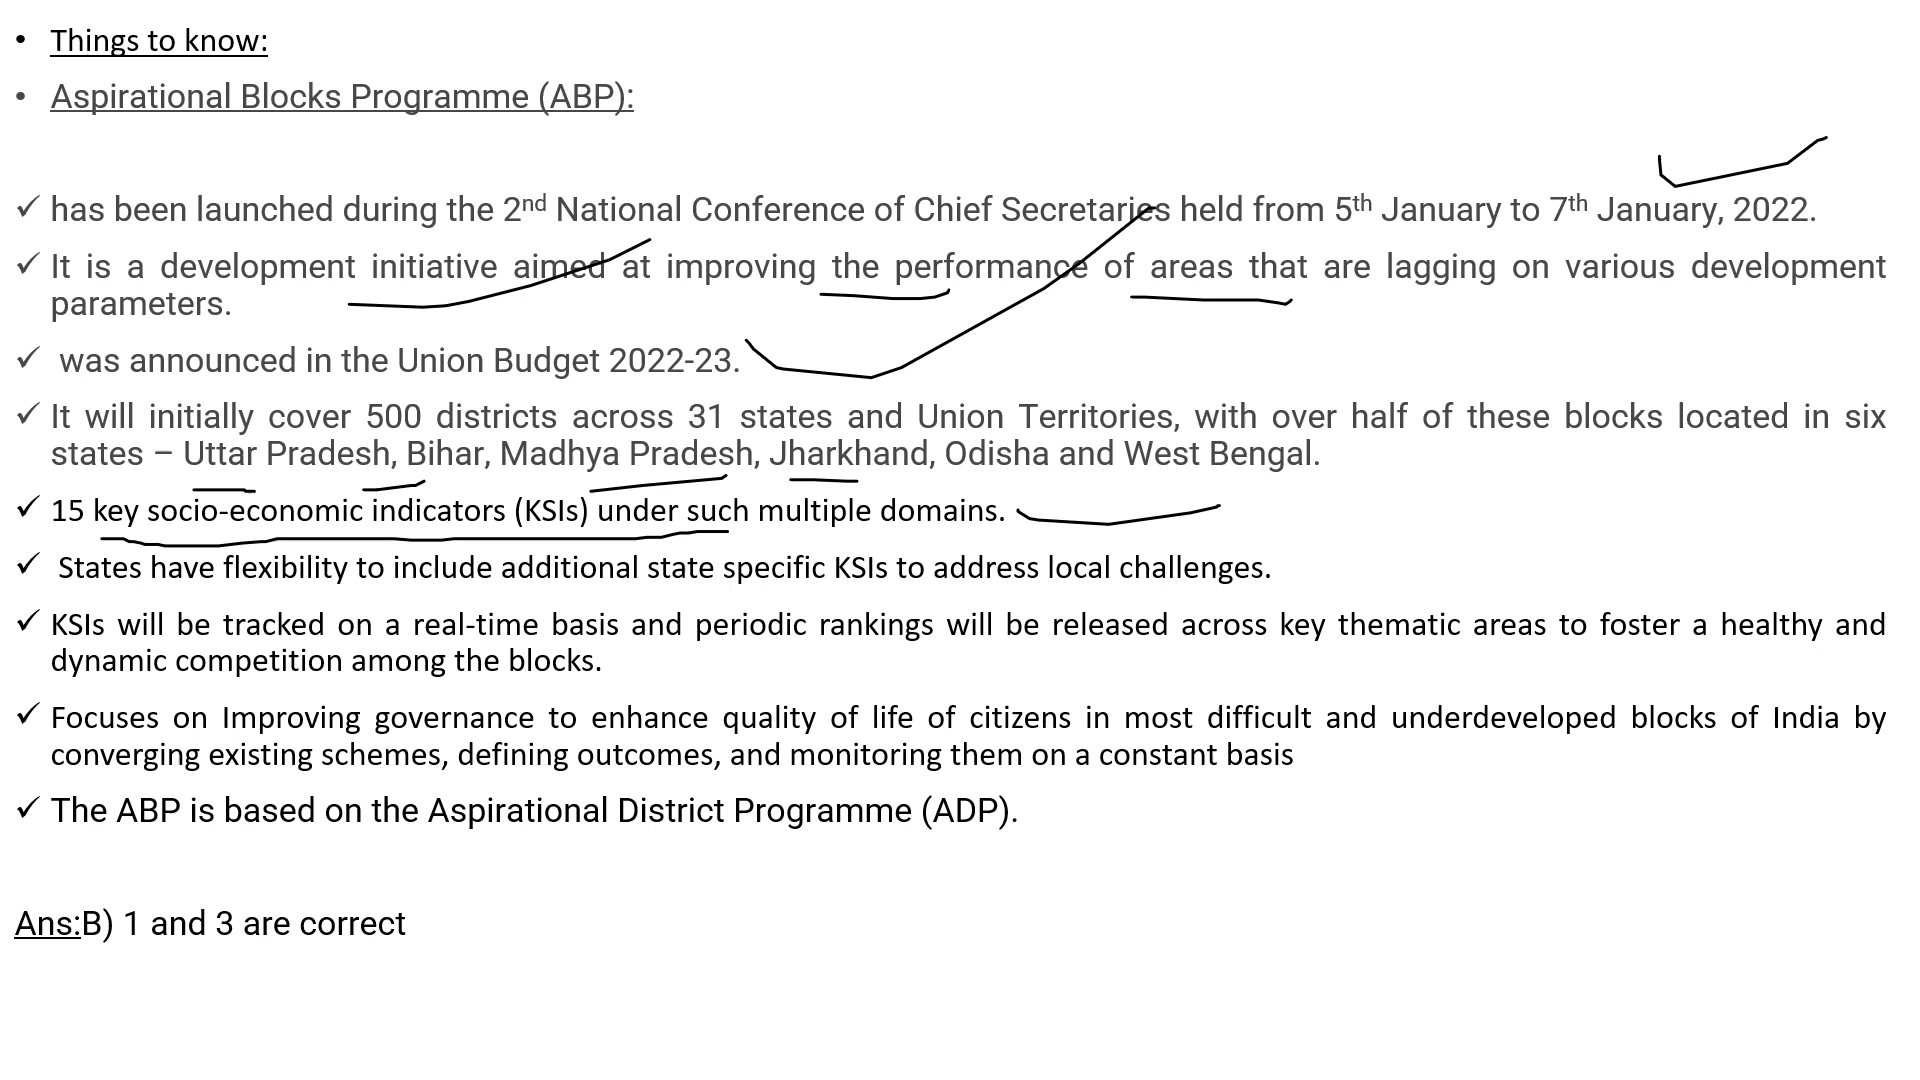 • Things to know:
• Aspirational Blocks Programme (ABP):
✓ has been launched during the 2nd National Conference of Chief Secretaries held from 5th January to 7th January, 2022.
✓ It is a development initiative aimed at improving the performance of areas that are lagging on various development
parameters.
✓ was announced in the Union Budget 2022-23.
✓ It will initially cover 500 districts across 31 states and Union Territories, with over half of these blocks located in six
states – Uttar Pradesh, Bihar, Madhya Pradesh, Jharkhand, Odisha and West Bengal.
✓ 15 key socio-economic indicators (KSIs) under such multiple domains.
✓ States have flexibility to include additional state specific KSIs to address local challenges.
✓ KSIs will be tracked on a real-time basis and periodic rankings will be released across key thematic areas to foster a healthy and
dynamic competition among the blocks.
✓ Focuses on Improving governance to enhance quality of life of citizens in most difficult and underdeveloped blocks of India by
converging existing schemes, defining outcomes, and monitoring them on a constant basis
✓ The ABP is based on the Aspirational District Programme (ADP).
Ans:B) 1 and 3 are correct